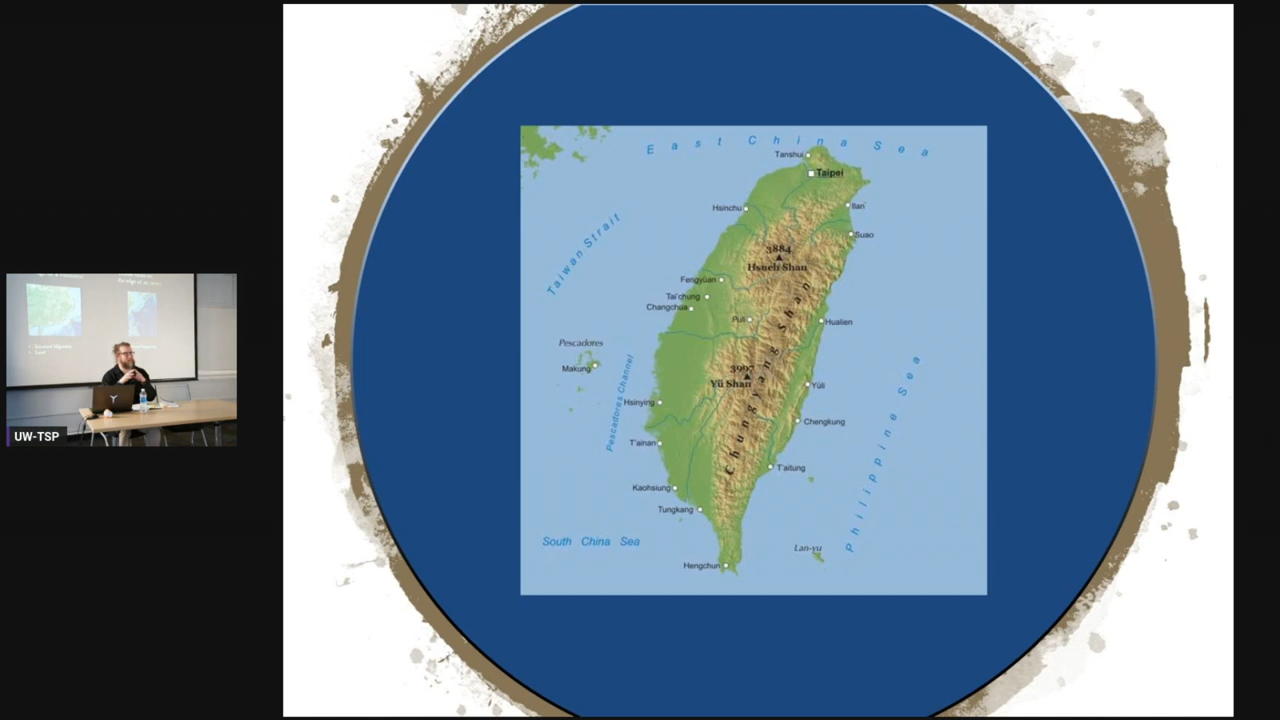 East China Sea
Tanshui
Taipei
Taiwan Strait
Hsinchu
Ilan
Suao
3884
Hsueh Shan
Fengyuan
Tai'chung
Changchua
Puli
Hualien
Pescadores
Makung
Pescadores Channel
3997
Yü Shan
Chungyang Shan
Yüli
Hsinying
Chengkung
T'ainan
T'aitung
Philippine Sea
Kaohsiung
Tungkang
South China Sea
Lan-yu
Hengchun
UW-TSP